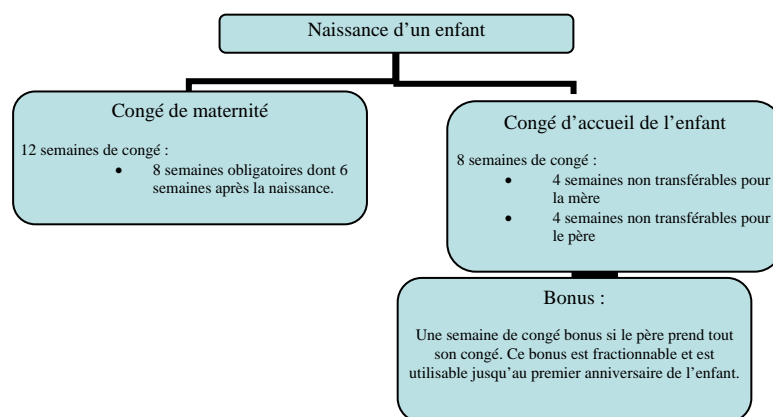 Naissance d'un enfant
Congé de maternité
12 semaines de congé :
• 8 semaines obligatoires dont 6
semaines après la naissance.
Congé d'accueil de l'enfant
8 semaines de congé :
• 4 semaines non transférables pour
la mère
• 4 semaines non transférables pour
le père
Bonus :
Une semaine de congé bonus si le père prend tout
son congé. Ce bonus est fractionnable et est
utilisable jusqu'au premier anniversaire de l'enfant.